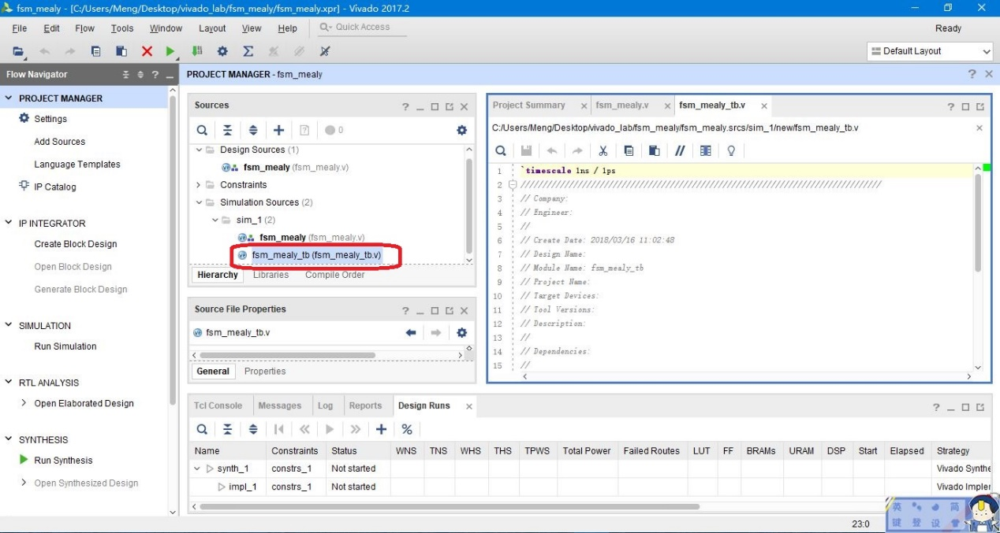 fsm_mealy - [C:/Users/Meng/Desktop/vivado_lab/fsm_mealy/fsm_mealy.xpr] - Vivado 2017.2
File Edit Flow Tools Window Layout View Help Quick Access Ready
Default Layout
Flow Navigator
PROJECT MANAGER
Settings
Add Sources
Language Templates
IP Catalog
IP INTEGRATOR
Create Block Design
Open Block Design
Generate Block Design
SIMULATION
Run Simulation
RTL ANALYSIS
Open Elaborated Design
SYNTHESIS
Run Synthesis
Open Synthesized Design
PROJECT MANAGER - fsm_mealy
Sources
0
Design Sources (1)
fsm_mealy (fsm_mealy.v)
Constraints
Simulation Sources (2)
sim_1 (2)
fsm_mealy (fsm_mealy.v)
fsm_mealy_tb (fsm_mealy_tb.v)
Hierarchy Libraries Compile Order
Source File Properties
fsm_mealy_tb.v
General Properties
Project Summary fsm_mealy.v fsm_mealy_tb.v
C:/Users/Meng/Desktop/vivado_lab/fsm_mealy/fsm_mealy.srcs/sim_1/new/fsm_mealy_tb.v
1 `timescale 1ns / 1ps
2 //////////////////////////////////////////////////////////////////////////////////
3 // Company:
4 // Engineer:
5 //
6 // Create Date: 2018/03/16 11:02:48
7 // Design Name:
8 // Module Name: fsm_mealy_tb
9 // Project Name:
10 // Target Devices:
11 // Tool Versions:
12 // Description:
13 //
14 // Dependencies:
15 //
Tcl Console Messages Log Reports Design Runs
Name Constraints Status WNS TNS WHS THS TPWS Total Power Failed Routes LUT FF BRAMs URAM DSP Start Elapsed Strategy
synth_1 constrs_1 Not started Vivado Synthe
impl_1 constrs_1 Not started Vivado Implem
23:0
英 简
键 登 设